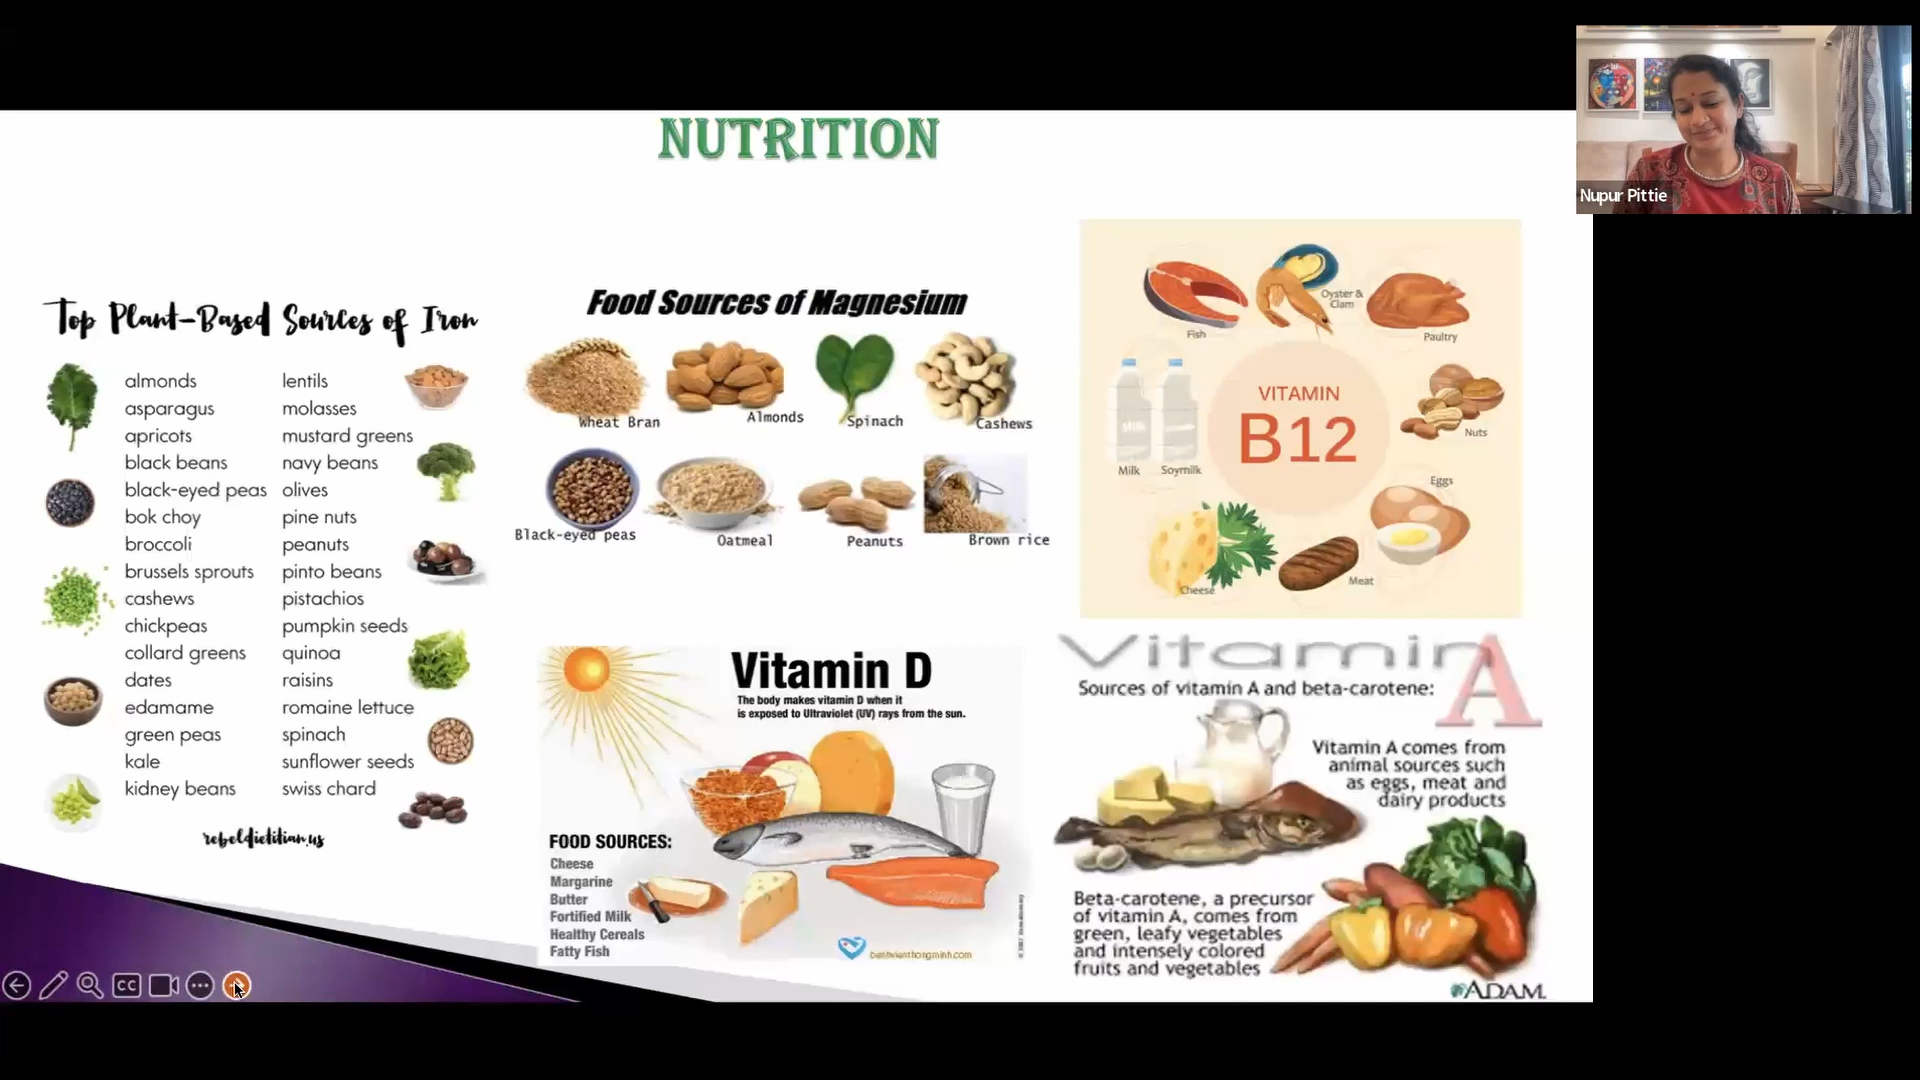 NUTRITION
Nupur Pittie
Top Plant-Based Sources of Iron
almonds
asparagus
apricots
black beans
black-eyed peas
bok choy
broccoli
brussels sprouts
cashews
chickpeas
collard greens
dates
edamame
green peas
kale
kidney beans
lentils
molasses
mustard greens
navy beans
olives
pine nuts
peanuts
pinto beans
pistachios
pumpkin seeds
quinoa
raisins
romaine lettuce
spinach
sunflower seeds
swiss chard
rebeldietitian.us
Food Sources of Magnesium
Wheat Bran
Almonds
Spinach
Cashews
Black-eyed peas
Oatmeal
Peanuts
Brown rice
Fish
Oyster &
Clam
Paultry
VITAMIN
B12
Milk
Soymilk
Nuts
Eggs
Cheese
Meat
Vitamin D
The body makes vitamin D when it
is exposed to Ultraviolet (UV) rays from the sun.
FOOD SOURCES:
Cheese
Margarine
Butter
Fortified Milk
Healthy Cereals
Fatty Fish
benhvienthongminh.com
Vitamin A
Sources of vitamin A and beta-carotene:
Vitamin A comes from
animal sources such
as eggs, meat and
dairy products
Beta-carotene, a precursor
of vitamin A, comes from
green, leafy vegetables
and intensely colored
fruits and vegetables
ADAM.
CC